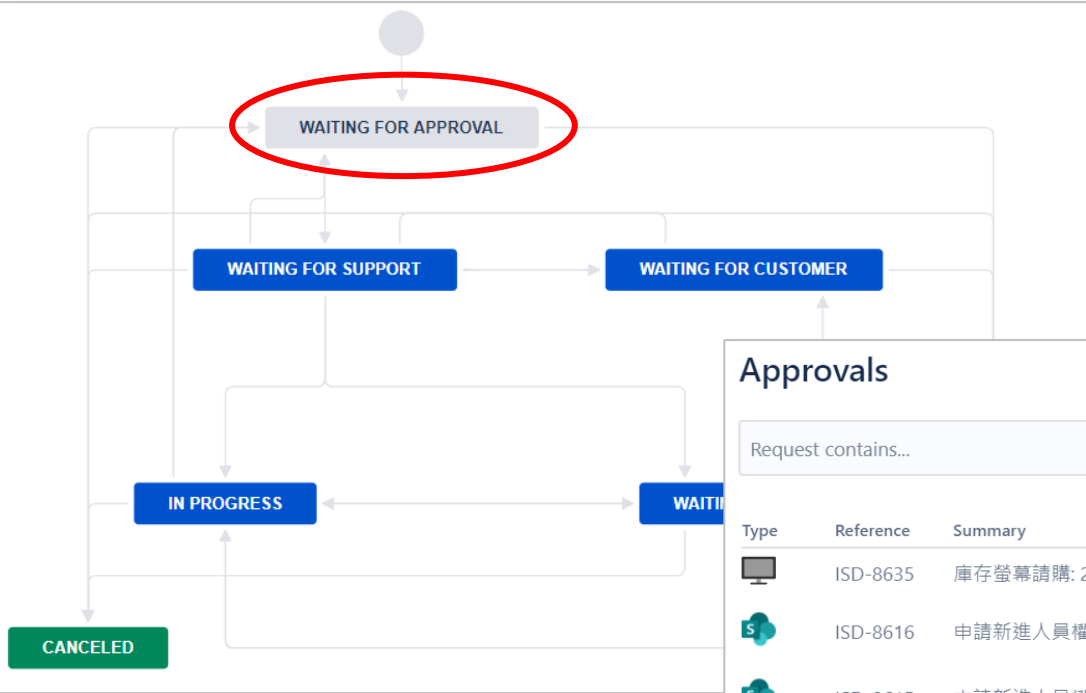 WAITING FOR APPROVAL
WAITING FOR SUPPORT
WAITING FOR CUSTOMER
IN PROGRESS
CANCELED
Approvals
Request contains...
Type Reference Summary
ISD-8635 庫存螢幕請購: 2
S ISD-8616 申請新進人員權